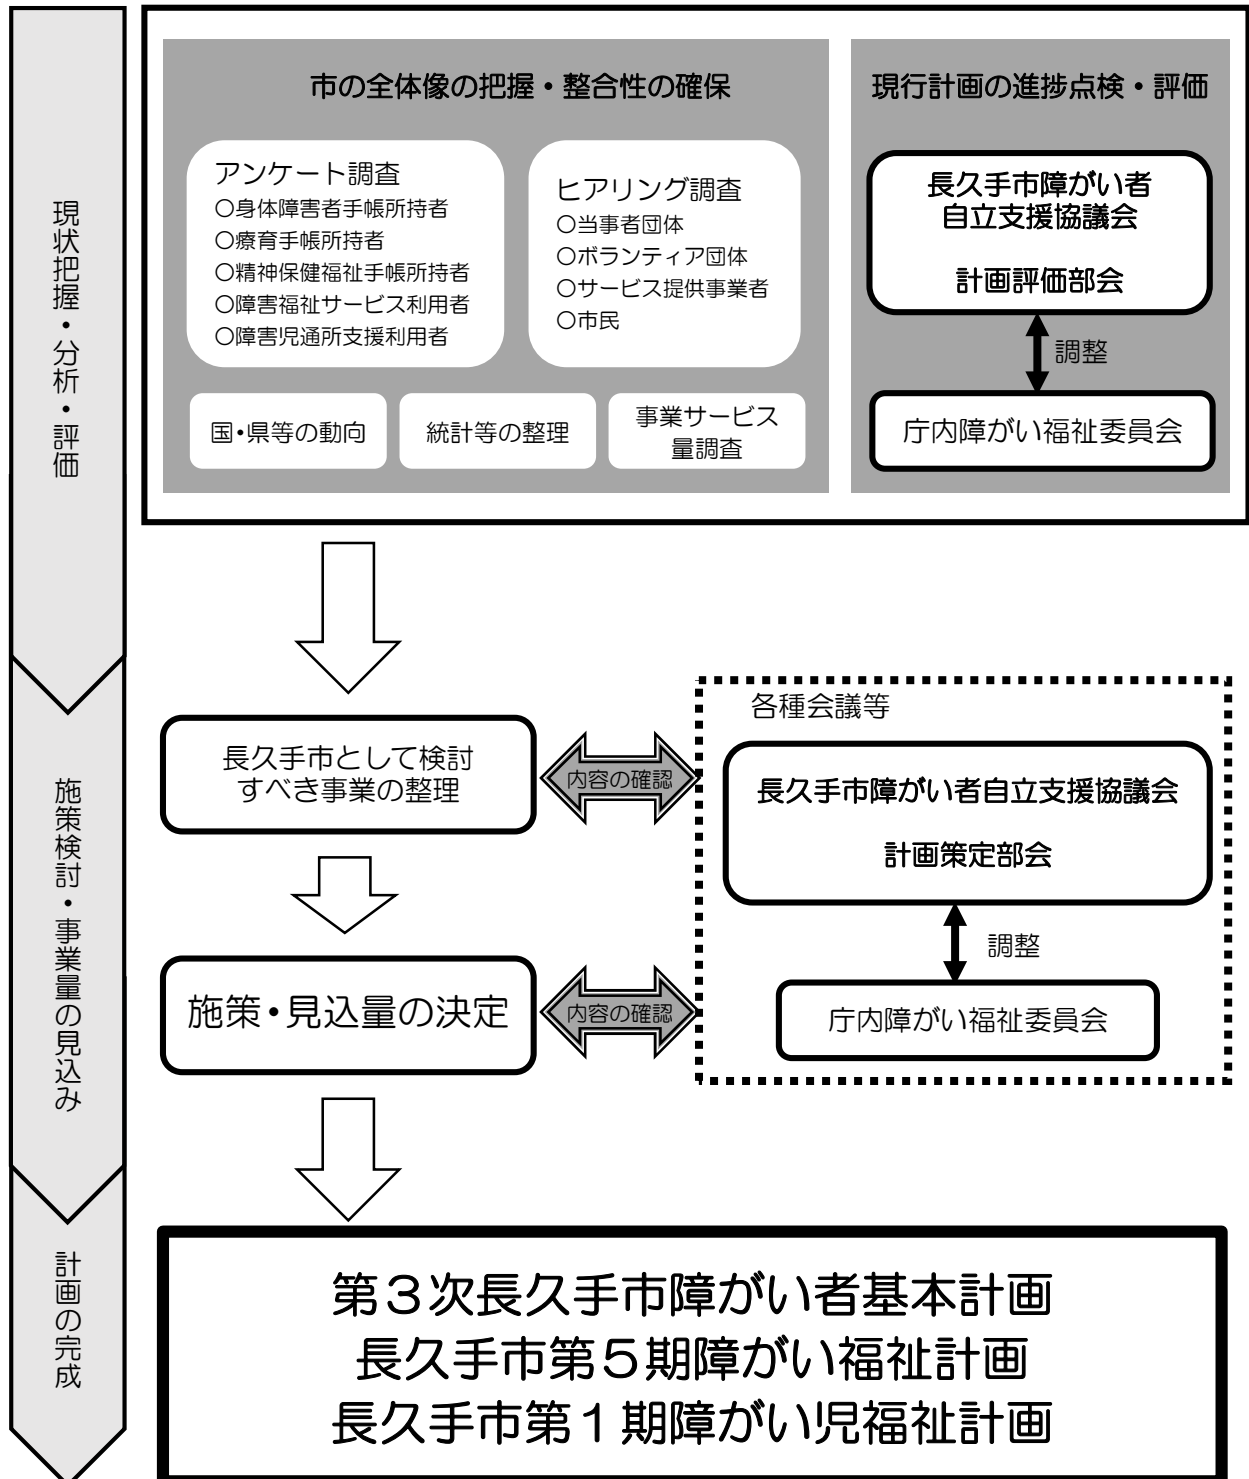 現状把握・分析・評価
市の全体像の把握・整合性の確保
アンケート調査
○身体障害者手帳所持者
○療育手帳所持者
○精神保健福祉手帳所持者
○障害福祉サービス利用者
○障害児通所支援利用者
ヒアリング調査
○当事者団体
○ボランティア団体
○サービス提供事業者
○市民
国・県等の動向
統計等の整理
事業サービス
量調査
現行計画の進捗点検・評価
長久手市障がい者
自立支援協議会
計画評価部会
調整
庁内障がい福祉委員会
施策検討・事業量の見込み
長久手市として検討
すべき事業の整理
内容の確認
各種会議等
長久手市障がい者自立支援協議会
計画策定部会
調整
庁内障がい福祉委員会
施策・見込量の決定
内容の確認
計画の完成
第３次長久手市障がい者基本計画
長久手市第５期障がい福祉計画
長久手市第１期障がい児福祉計画